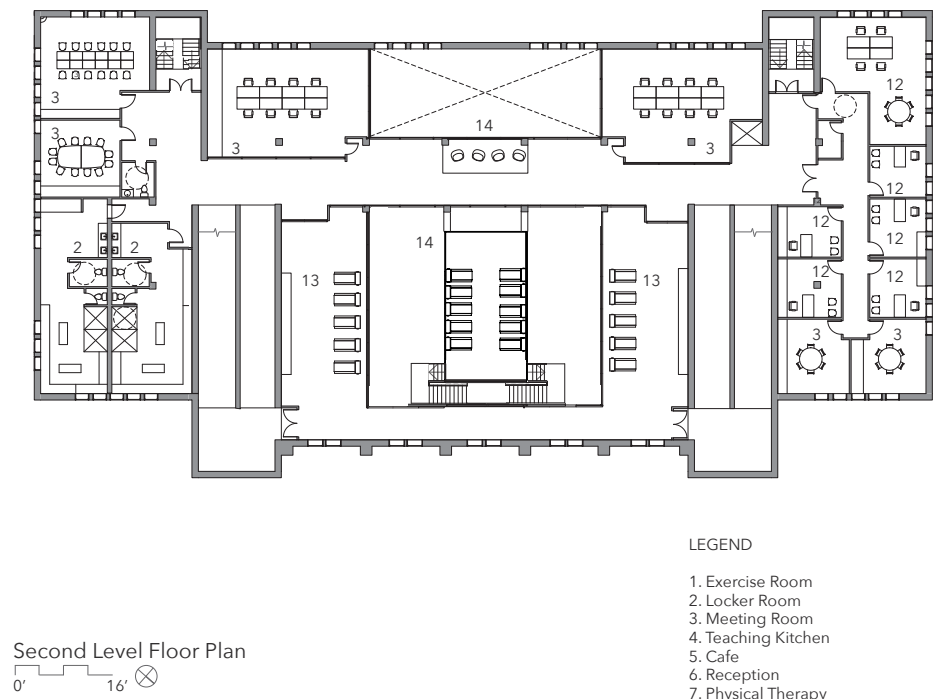 3
12
3
3
14
3
12
2
2
14
13
13
12
12
12
12
3
3
LEGEND
1. Exercise Room
2. Locker Room
3. Meeting Room
4. Teaching Kitchen
5. Cafe
6. Reception
7. Physical Therapy
Second Level Floor Plan
0’ 16’